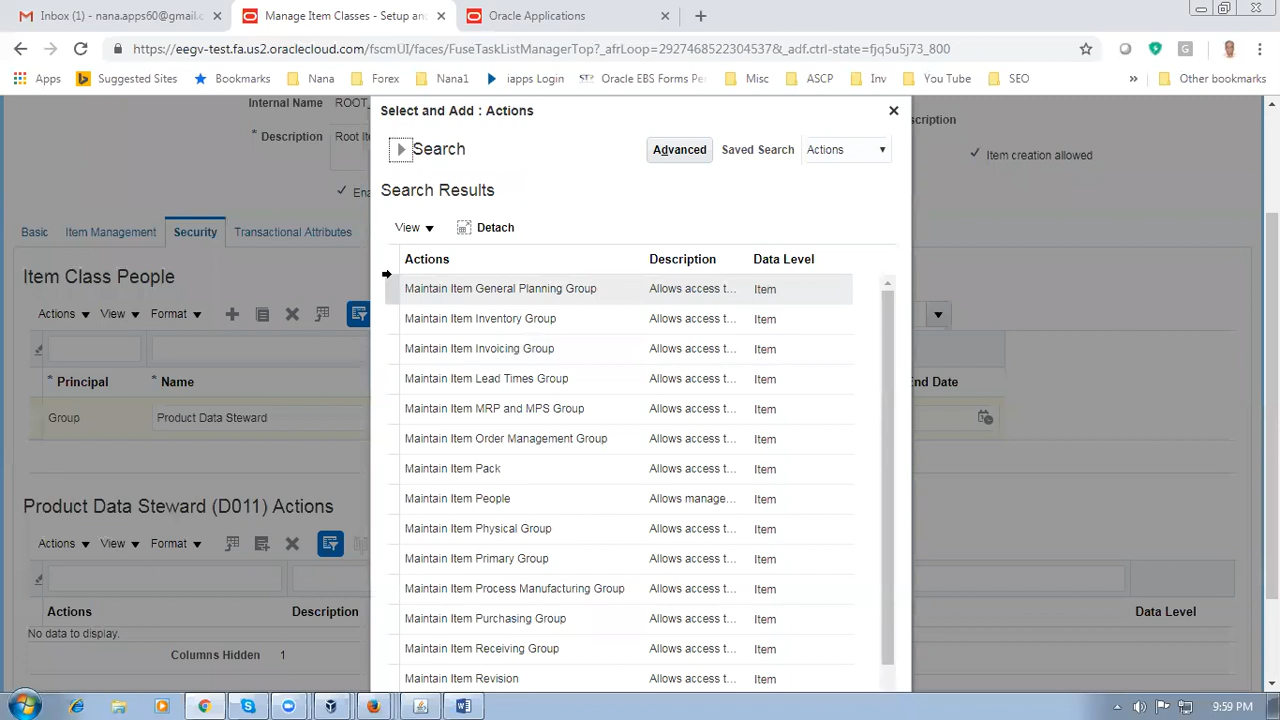 Inbox (1) - nana.apps60@gmail.c
Manage Item Classes - Setup and
Oracle Applications
https://eegv-test.fa.us2.oraclecloud.com/fscmUI/faces/FuseTaskListManagerTop?_afrLoop=29274685223045​37&_adf.ctrl-state=fjq5u5j73_800
Apps Suggested Sites Bookmarks Nana Forex Nana1 iapps Login Oracle EBS Forms Per Misc ASCP Inv You Tube SEO » Other bookmarks
Internal Name ROOT_
* Description Root Ite
Ena
escription
Item creation allowed
Basic Item Management Security Transactional Attributes
Item Class People
Actions View Format
* Principal * Name
End Date
Group Product Data Steward
Product Data Steward (D011) Actions
Actions View Format
Actions Description Data Level
No data to display.
Columns Hidden 1
Select and Add : Actions
Search Advanced Saved Search Actions
Search Results
View Detach
Actions Description Data Level
Maintain Item General Planning Group Allows access t... Item
Maintain Item Inventory Group Allows access t... Item
Maintain Item Invoicing Group Allows access t... Item
Maintain Item Lead Times Group Allows access t... Item
Maintain Item MRP and MPS Group Allows access t... Item
Maintain Item Order Management Group Allows access t... Item
Maintain Item Pack Allows access t... Item
Maintain Item People Allows manage... Item
Maintain Item Physical Group Allows access t... Item
Maintain Item Primary Group Allows access t... Item
Maintain Item Process Manufacturing Group Allows access t... Item
Maintain Item Purchasing Group Allows access t... Item
Maintain Item Receiving Group Allows access t... Item
Maintain Item Revision Allows access t... Item
9:59 PM